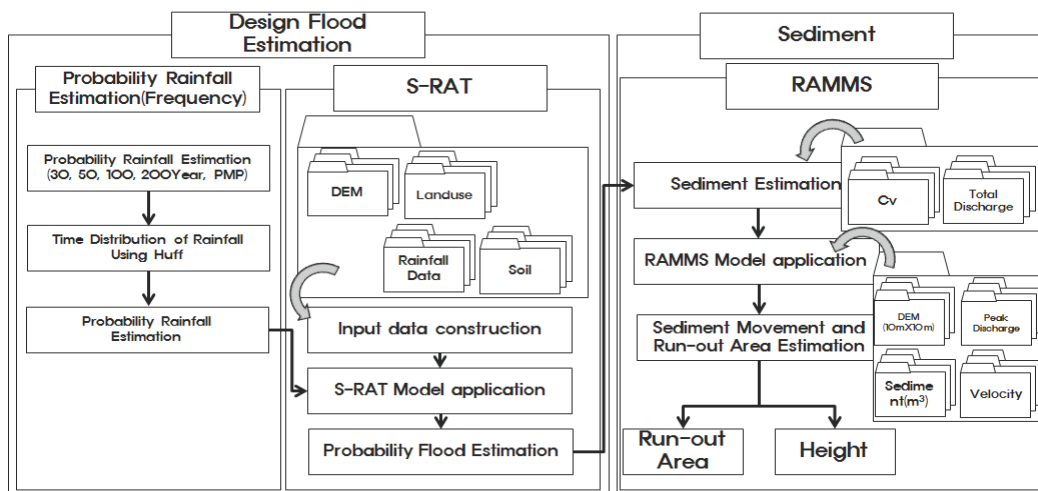 Design Flood
Estimation
Probability Rainfall
Estimation(Frequency)
Probability Rainfall Estimation
(30, 50, 100, 200Year, PMP)
Time Distribution of Rainfall
Using Huff
Probability Rainfall
Estimation
S-RAT
DEM
Landuse
Rainfall
Data
Soil
Input data construction
S-RAT Model application
Probability Flood Estimation
Sediment
RAMMS
Sediment Estimation
Cv
Total
Discharge
RAMMS Model application
DEM
(10mX10m)
Peak
Discharge
Sedime
nt(m³)
Velocity
Sediment Movement and
Run-out Area Estimation
Run-out
Area
Height